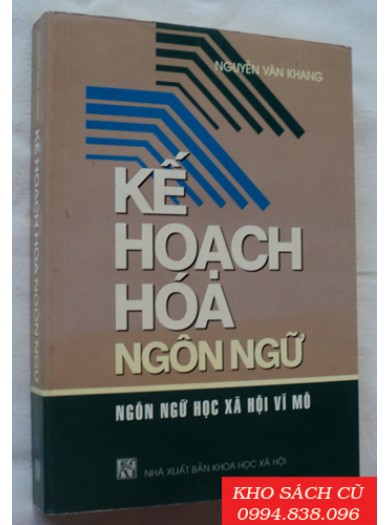 NGUYỄN VĂN KHANG
KẾ
HOẠCH
HÓA
NGÔN NGỮ
NGÔN NGỮ HỌC XÃ HỘI VĨ MÔ
NHÀ XUẤT BẢN KHOA HỌC XÃ HỘI
KẾ HOẠCH HÓA NGÔN NGỮ
KHO SÁCH CŨ
0994.838.096